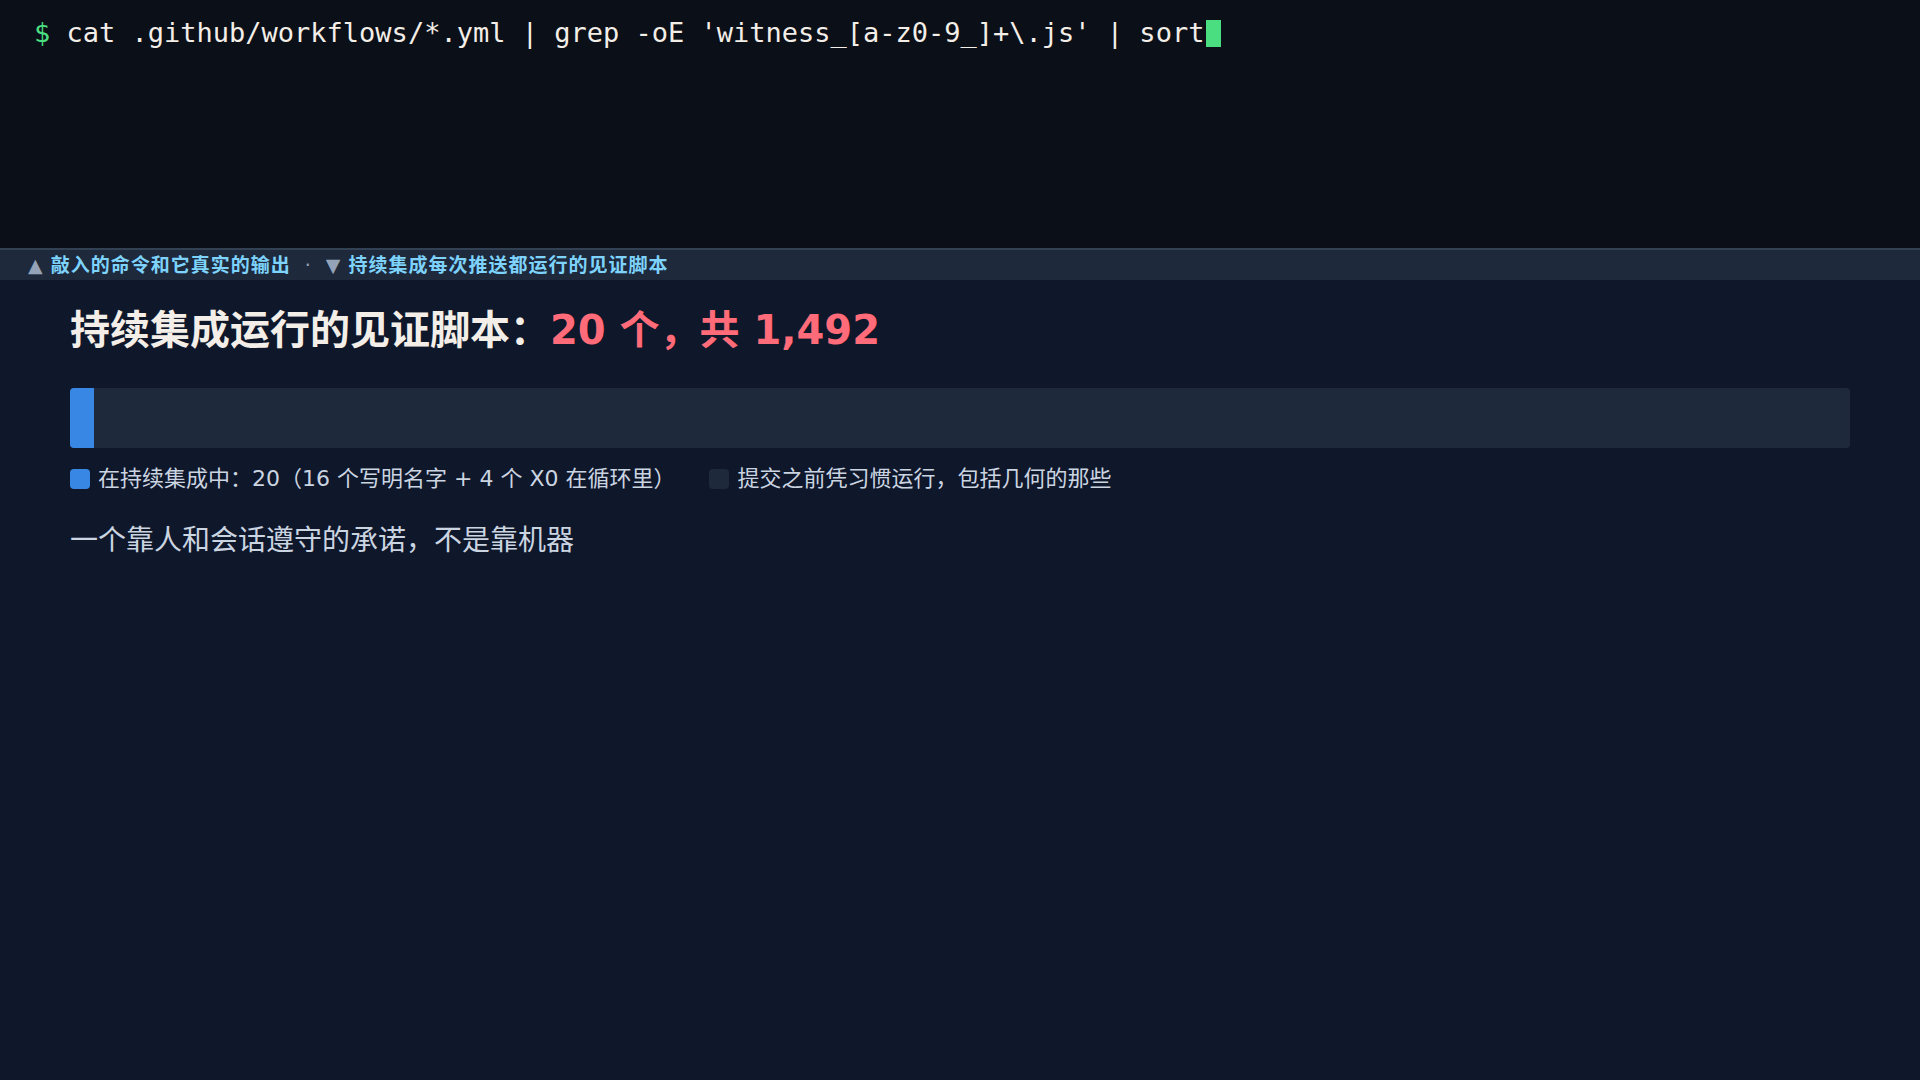 $ cat .github/workflows/*.yml | grep -oE 'witness_[a-z0-9_]+\.js' | sort
▲ 敲入的命令和它真实的输出 · ▼ 持续集成每次推送都运行的见证脚本
持续集成运行的见证脚本：20 个，共 1,492
在持续集成中：20（16 个写明名字 + 4 个 X0 在循环里） 提交之前凭习惯运行，包括几何的那些
一个靠人和会话遵守的承诺，不是靠机器